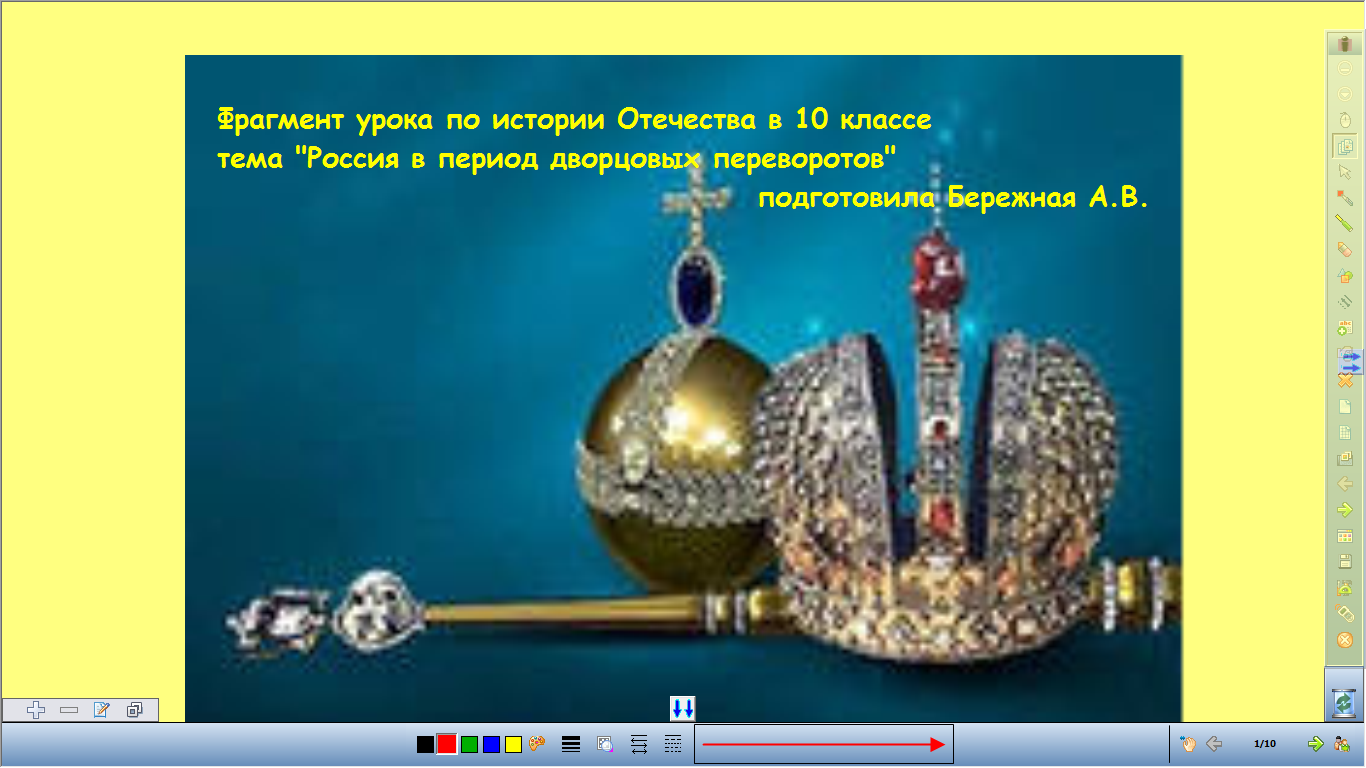 Фрагмент урока по истории Отечества в 10 классе
тема "Россия в период дворцовых переворотов"
подготовила Бережная А.В.
1/10